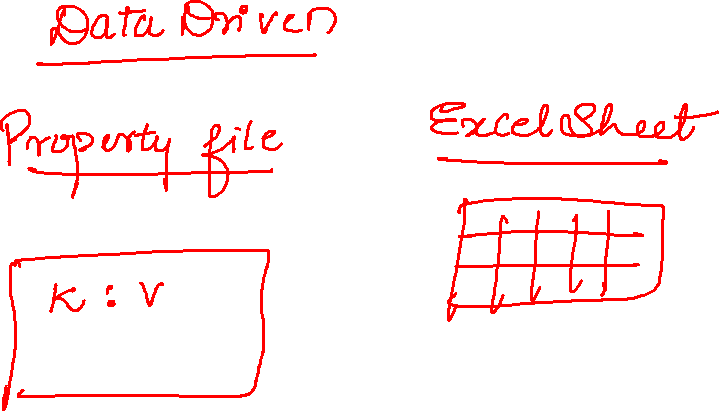 Data Driven
Property file
Excel Sheet
K : V